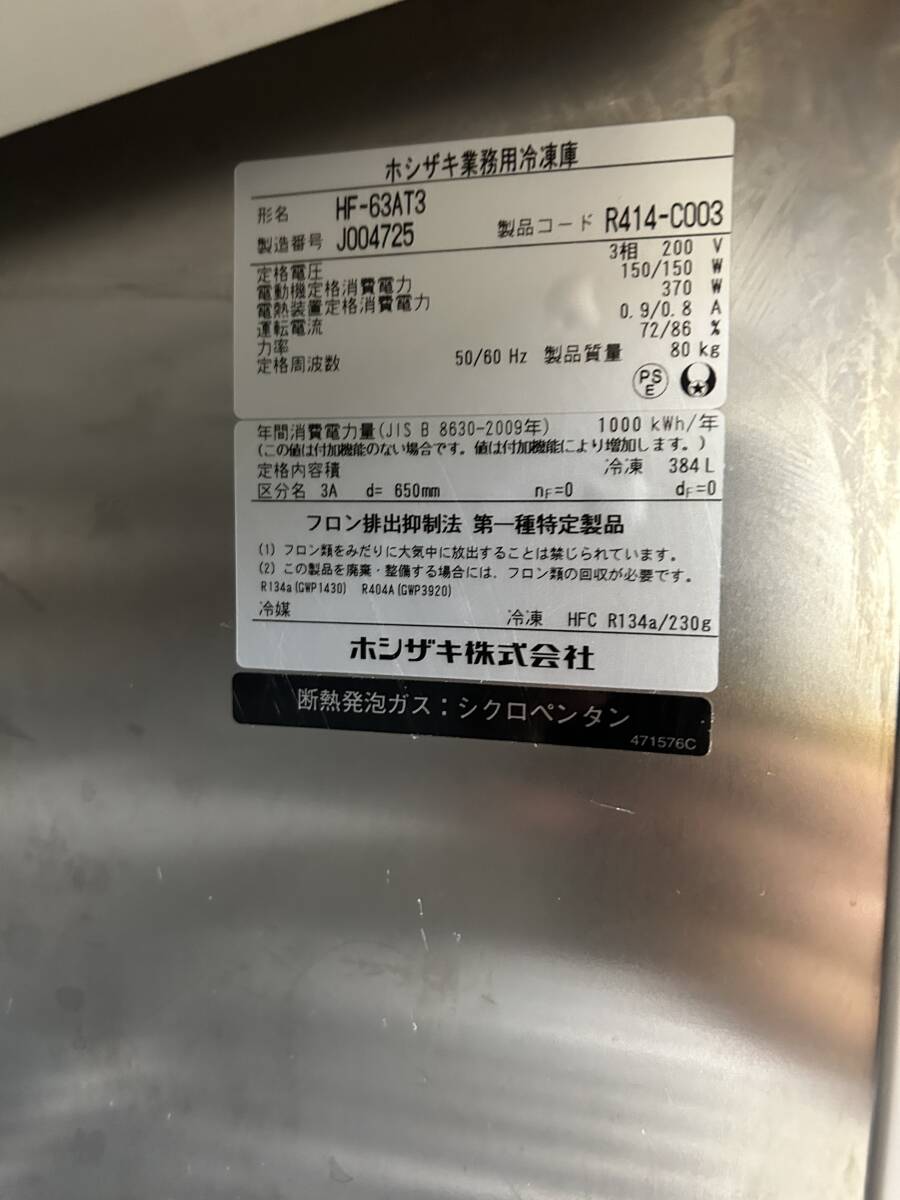 ホシザキ業務用冷凍庫
形名 HF-63AT3
製造番号 J004725 製品コード R414-C003
定格電圧 3相 200 V
電動機定格消費電力 150/150 W
電熱装置定格消費電力 370 W
運転電流 0.9/0.8 A
力率 72/86 %
定格周波数 50/60 Hz 製品質量 80 kg
PS
E
年間消費電力量(JIS B 8630-2009年) 1000 kWh/年
(この値は付加機能のない場合です。値は付加機能により増加します。)
定格内容積 冷凍 384 L
区分名 3A d= 650mm nF=0 dF=0
フロン排出抑制法 第一種特定製品
(1) フロン類をみだりに大気中に放出することは禁じられています。
(2) この製品を廃棄・整備する場合には、フロン類の回収が必要です。
R134a(GWP1430) R404A(GWP3920)
冷媒 冷凍 HFC R134a/230g
ホシザキ株式会社
断熱発泡ガス:シクロペンタン
471576C